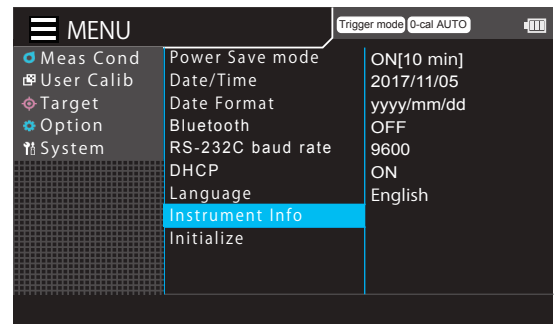 MENU
Trigger mode 0-cal AUTO
Meas Cond
User Calib
Target
Option
System
Power Save mode ON[10 min]
Date/Time 2017/11/05
Date Format yyyy/mm/dd
Bluetooth OFF
RS-232C baud rate 9600
DHCP ON
Language English
Instrument Info
Initialize